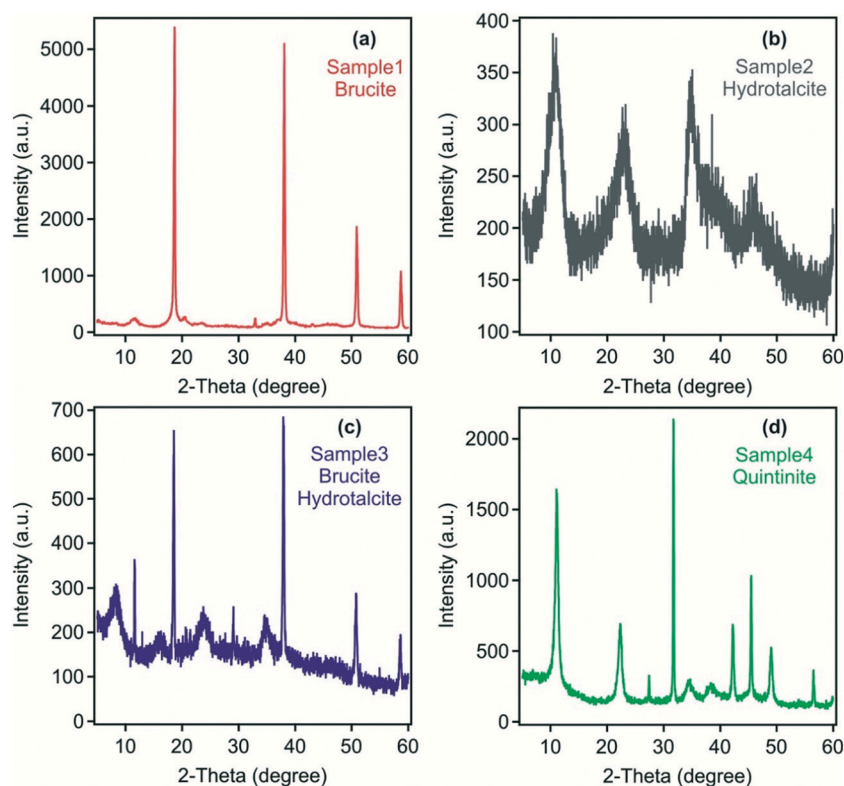 (a)
Sample1
Brucite
Intensity (a.u.)
5000
4000
3000
2000
1000
0
10 20 30 40 50 60
2-Theta (degree)
(b)
Sample2
Hydrotalcite
Intensity (a.u.)
400
350
300
250
200
150
100
10 20 30 40 50 60
2-Theta (degree)
(c)
Sample3
Brucite
Hydrotalcite
Intensity (a.u.)
700
600
500
400
300
200
100
0
10 20 30 40 50 60
2-Theta (degree)
(d)
Sample4
Quintinite
Intensity (a.u.)
2000
1500
1000
500
0
10 20 30 40 50 60
2-Theta (degree)